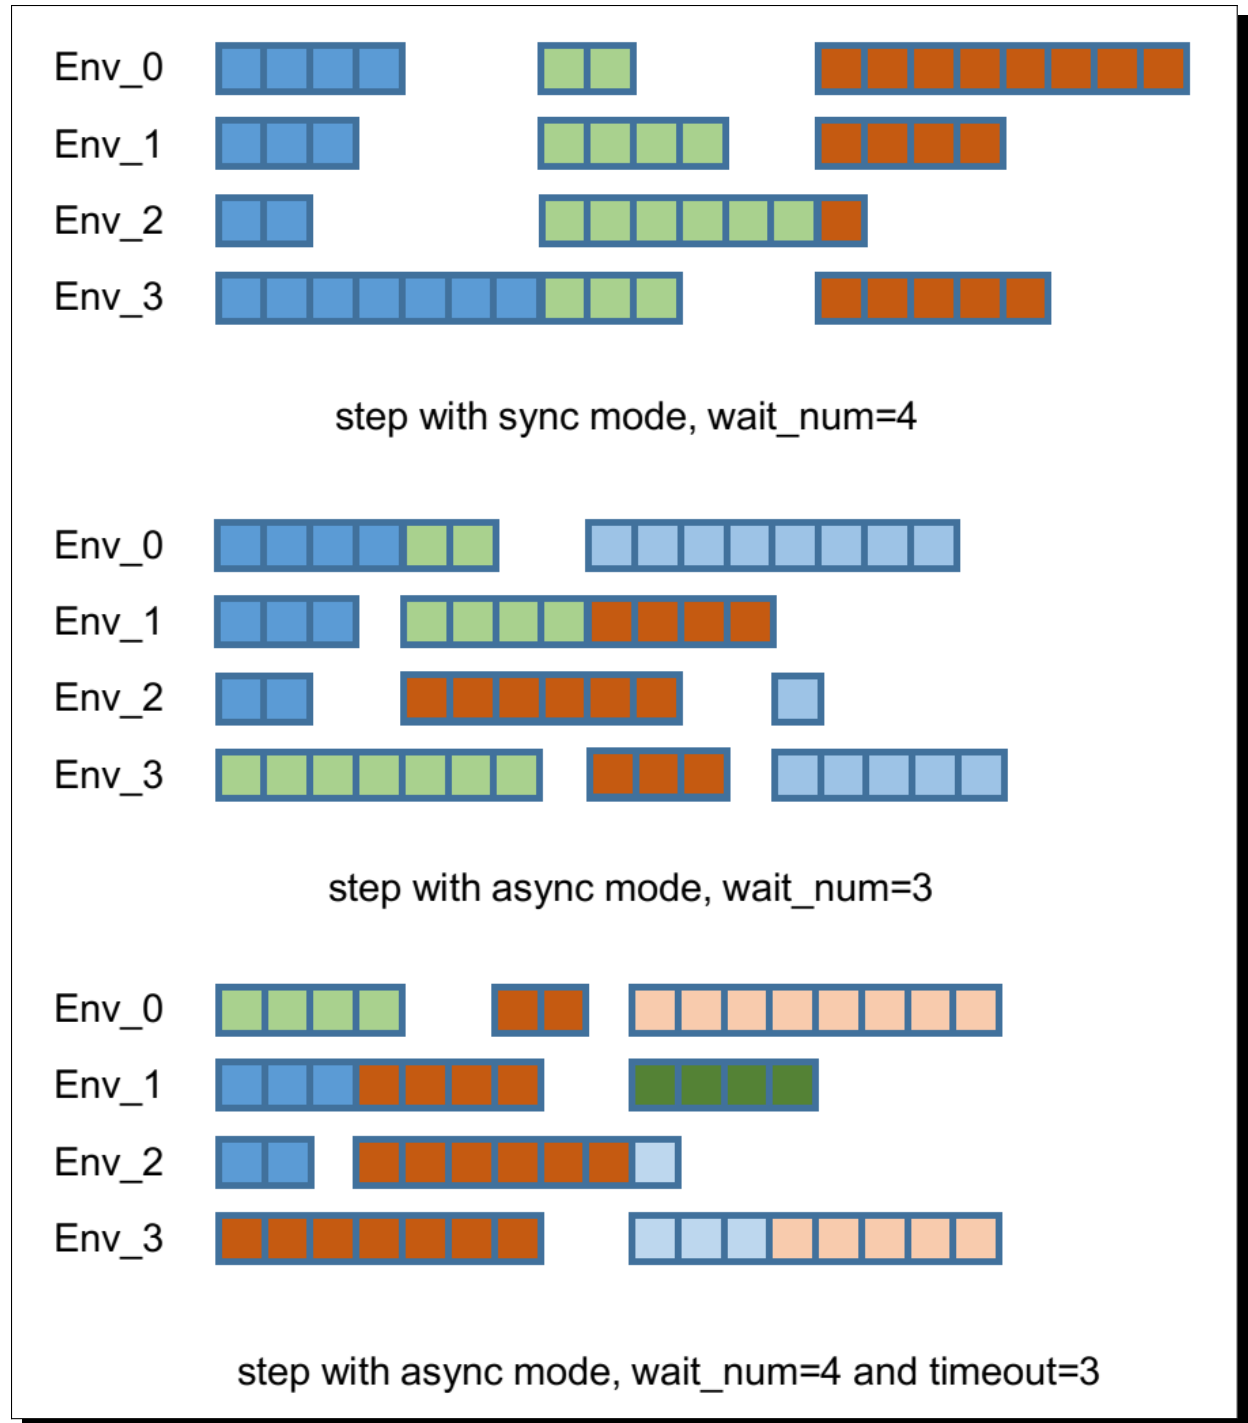 Env_0
Env_1
Env_2
Env_3
step with sync mode, wait_num=4
Env_0
Env_1
Env_2
Env_3
step with async mode, wait_num=3
Env_0
Env_1
Env_2
Env_3
step with async mode, wait_num=4 and timeout=3